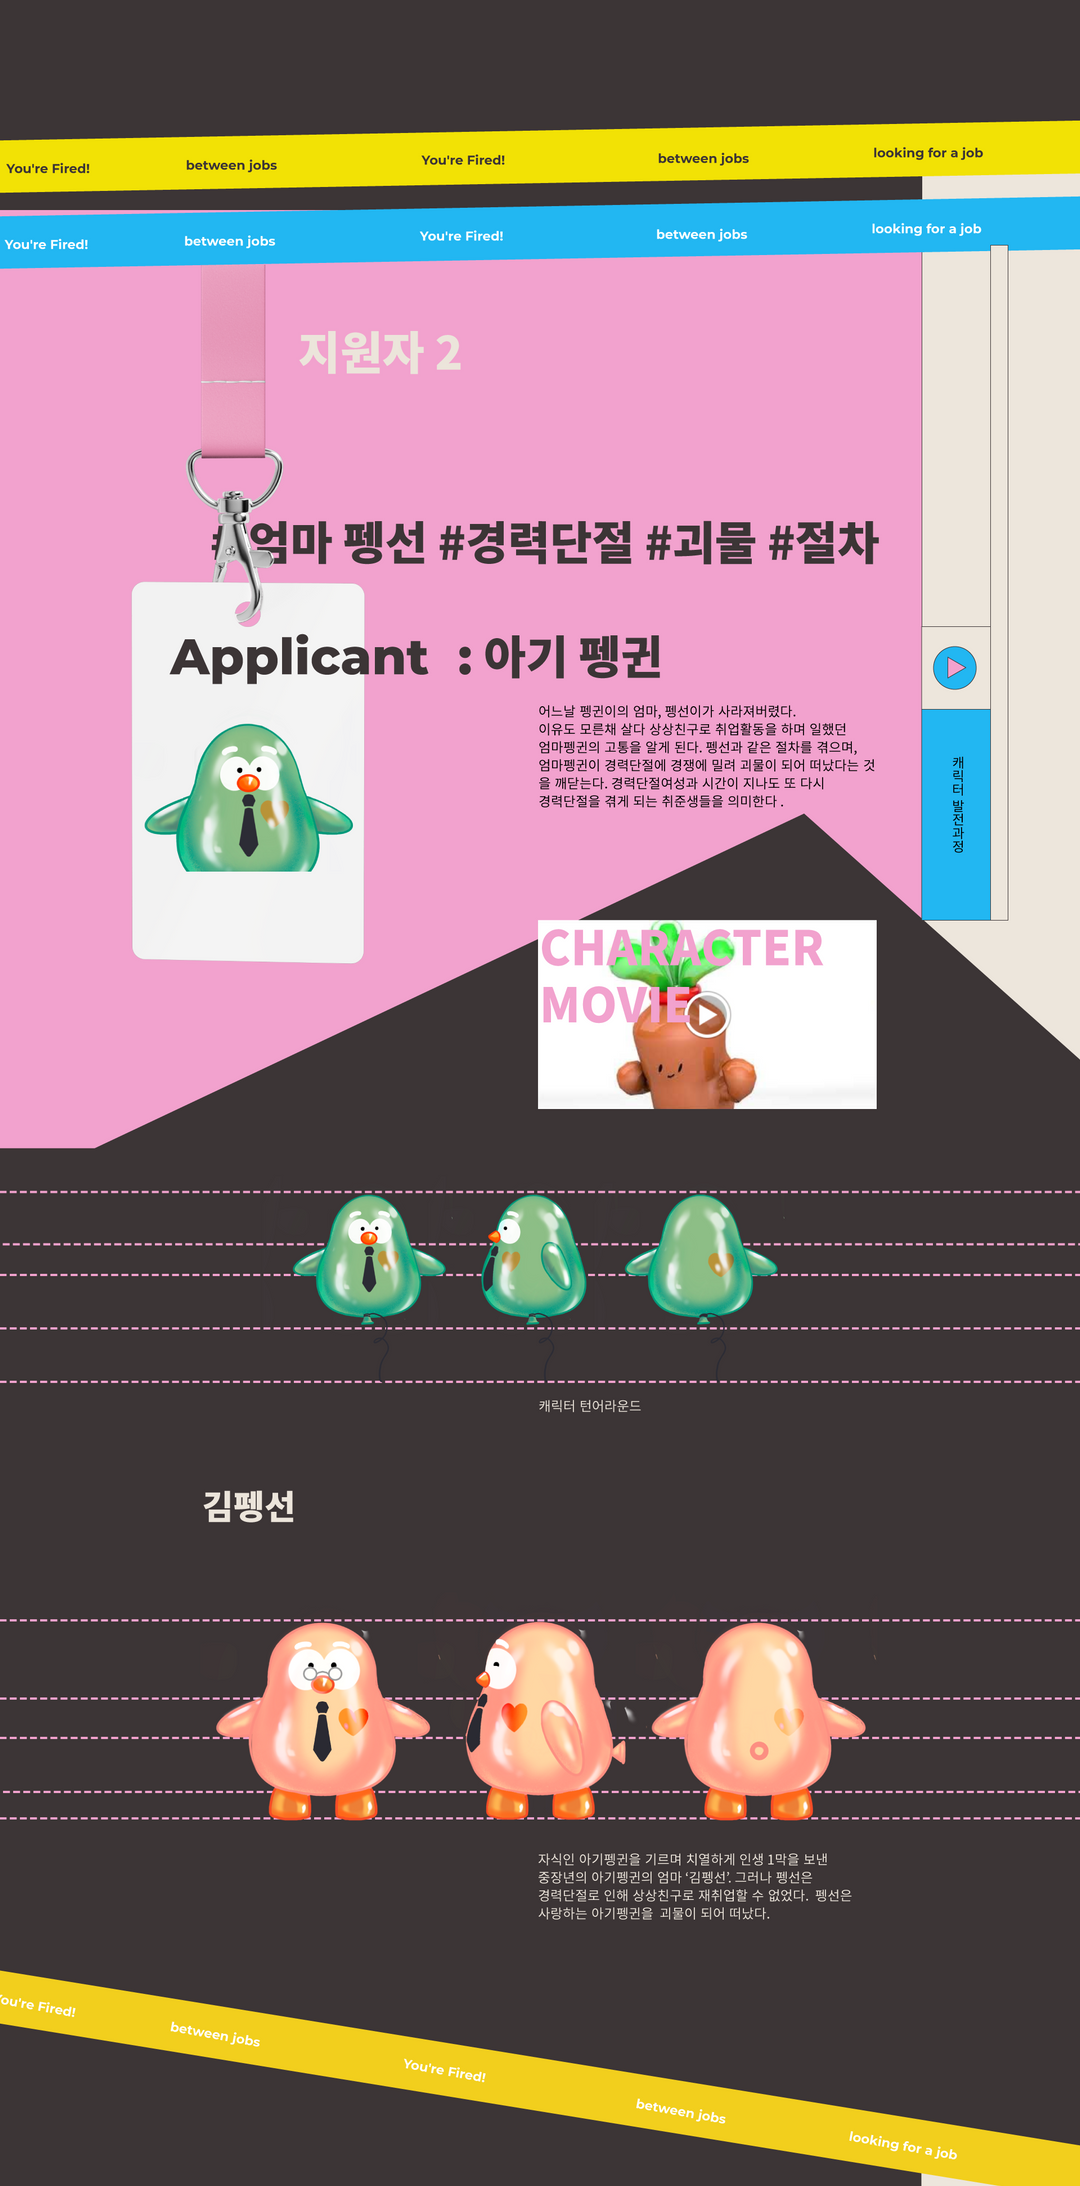 You're Fired! between jobs You're Fired! between jobs looking for a job
You're Fired! between jobs You're Fired! between jobs looking for a job
지원자 2
#엄마 펭선 #경력단절 #괴물 #절차
Applicant : 아기 펭귄
어느날 펭귄이의 엄마, 펭선이가 사라져버렸다.
이유도 모른채 살다 상상친구로 취업활동을 하며 일했던
엄마펭귄의 고통을 알게 된다. 펭선과 같은 절차를 겪으며,
엄마펭귄이 경력단절에 경쟁에 밀려 괴물이 되어 떠났다는 것
을 깨닫는다. 경력단절여성과 시간이 지나도 또 다시
경력단절을 겪게 되는 취준생들을 의미한다 .
캐릭터 발전과정
CHARACTER
MOVIE
캐릭터 턴어라운드
김펭선
자식인 아기펭귄을 기르며 치열하게 인생 1막을 보낸
중장년의 아기펭귄의 엄마 ‘김펭선’. 그러나 펭선은
경력단절로 인해 상상친구로 재취업할 수 없었다. 펭선은
사랑하는 아기펭귄을 괴물이 되어 떠났다.
You're Fired! between jobs You're Fired! between jobs looking for a job